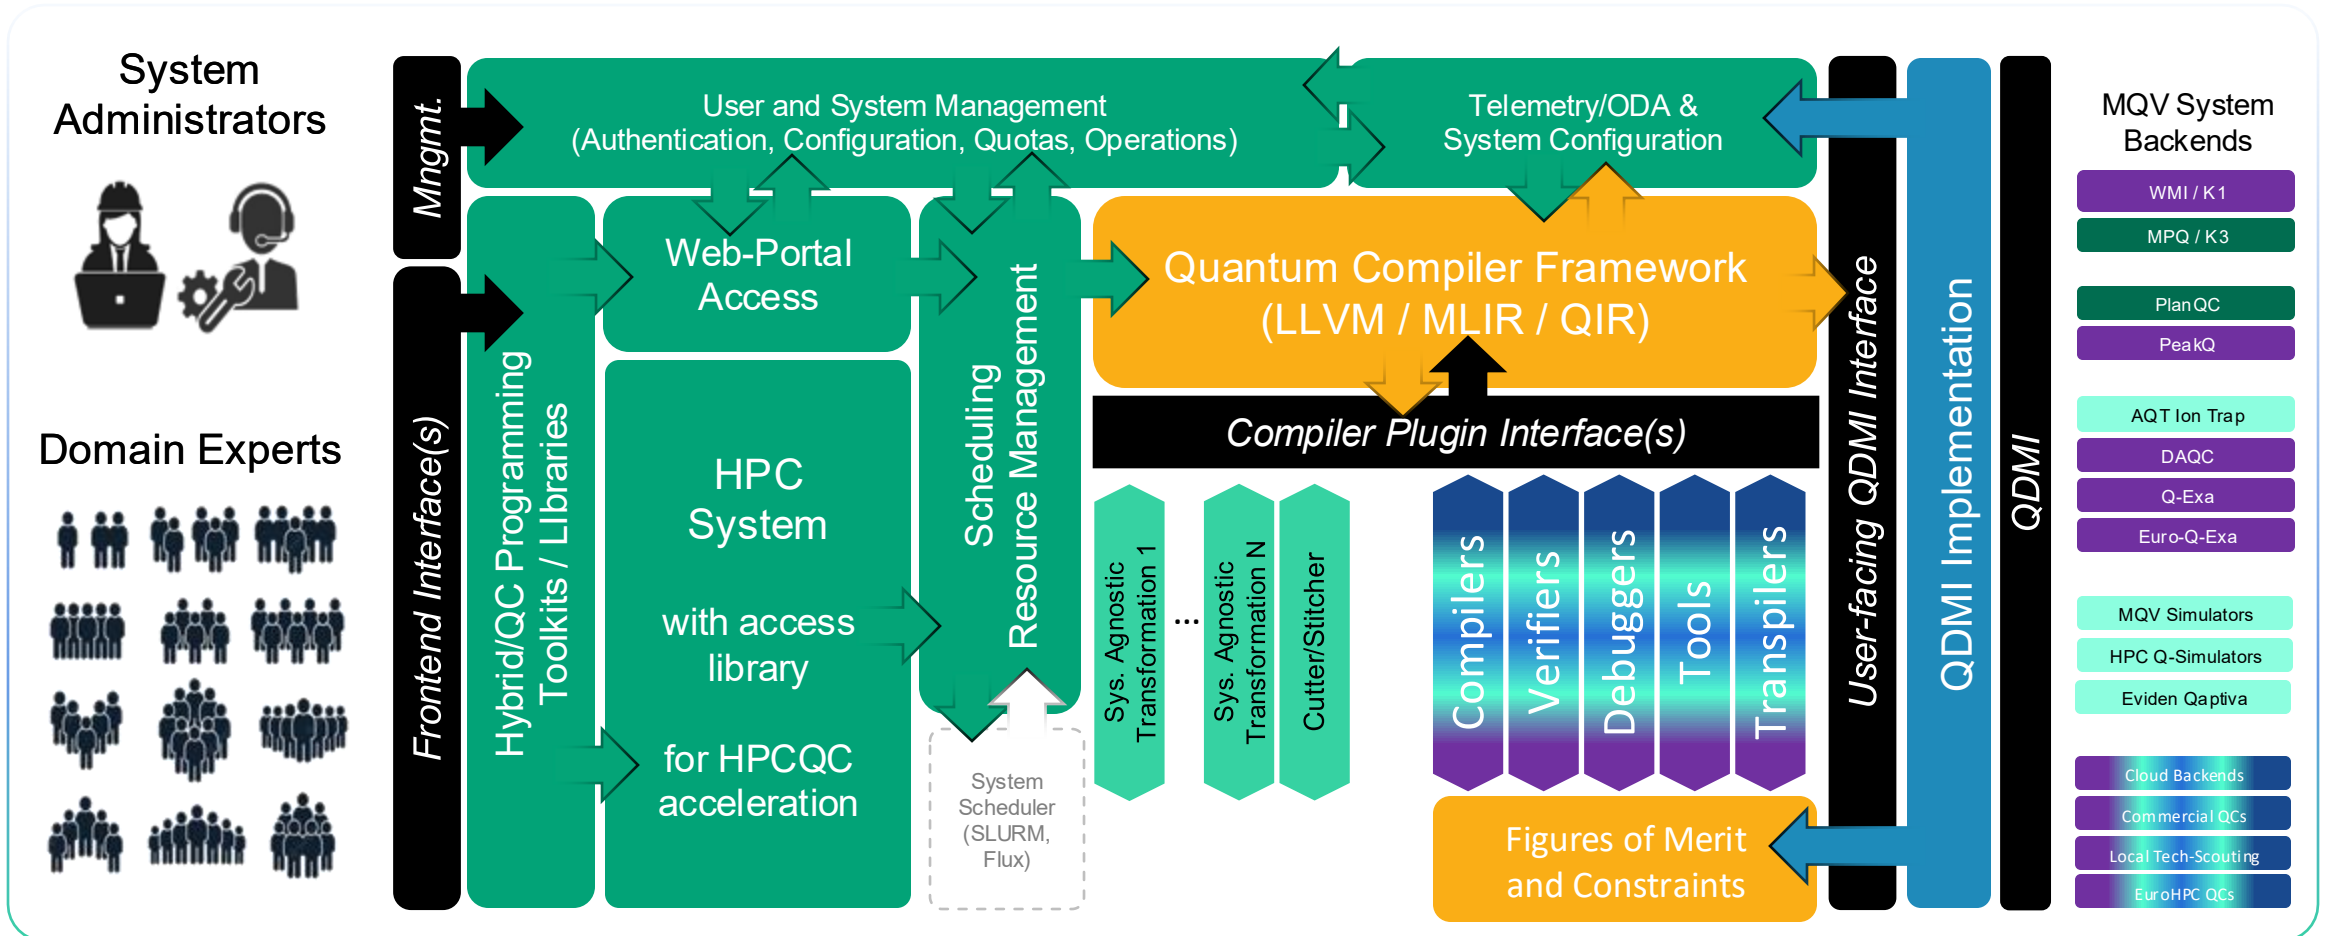 System
Administrators
Domain Experts
Mngmt.
Frontend Interface(s)
User and System Management
(Authentication, Configuration, Quotas, Operations)
Telemetry/ODA &
System Configuration
Hybrid/QC Programming
Toolkits / LIbraries
Web-Portal
Access
HPC
System
with access
library
for HPCQC
acceleration
Scheduling
Resource Management
System
Scheduler
(SLURM,
Flux)
Quantum Compiler Framework
(LLVM / MLIR / QIR)
Compiler Plugin Interface(s)
Sys. Agnostic
Transformation 1
...
Sys. Agnostic
Transformation N
Cutter/Stitcher
Compilers
Verifiers
Debuggers
Tools
Transpilers
Figures of Merit
and Constraints
User-facing QDMI Interface
QDMI Implementation
QDMI
MQV System
Backends
WMI / K1
MPQ / K3
PlanQC
PeakQ
AQT Ion Trap
DAQC
Q-Exa
Euro-Q-Exa
MQV Simulators
HPC Q-Simulators
Eviden Qaptiva
Cloud Backends
Commercial QCs
Local Tech-Scouting
EuroHPC QCs